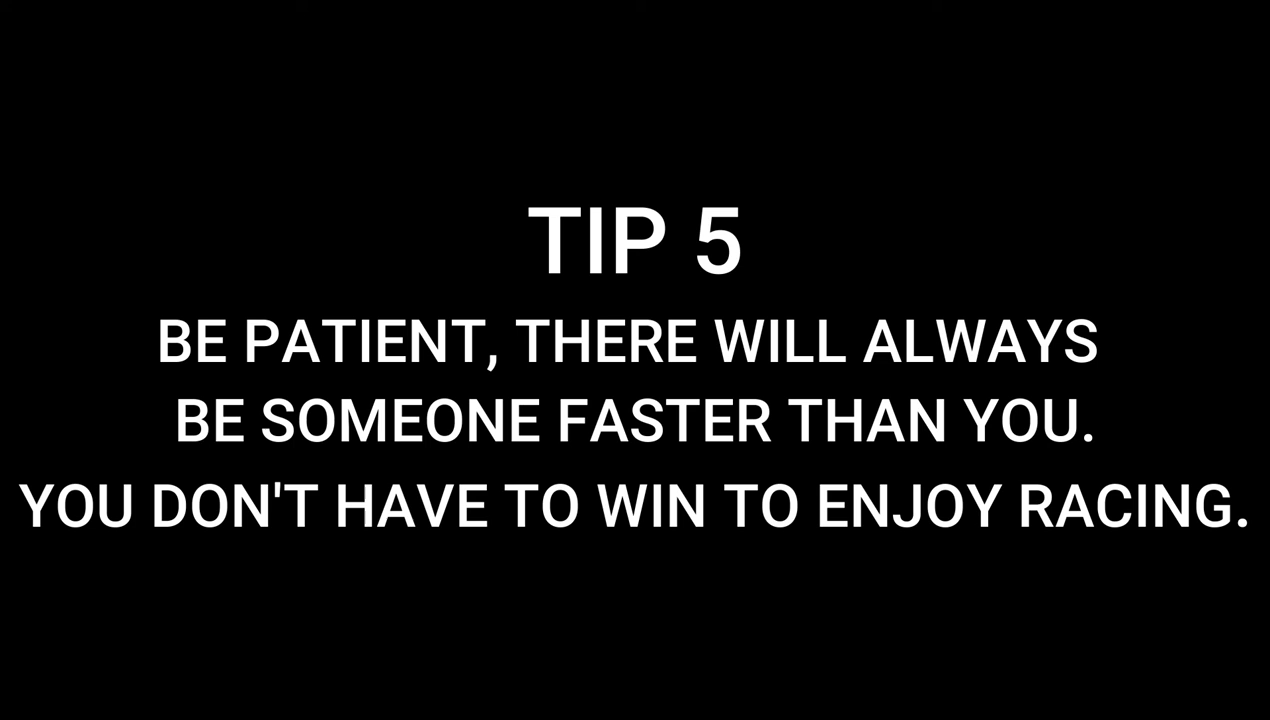 TIP 5
BE PATIENT, THERE WILL ALWAYS
BE SOMEONE FASTER THAN YOU.
YOU DON'T HAVE TO WIN TO ENJOY RACING.